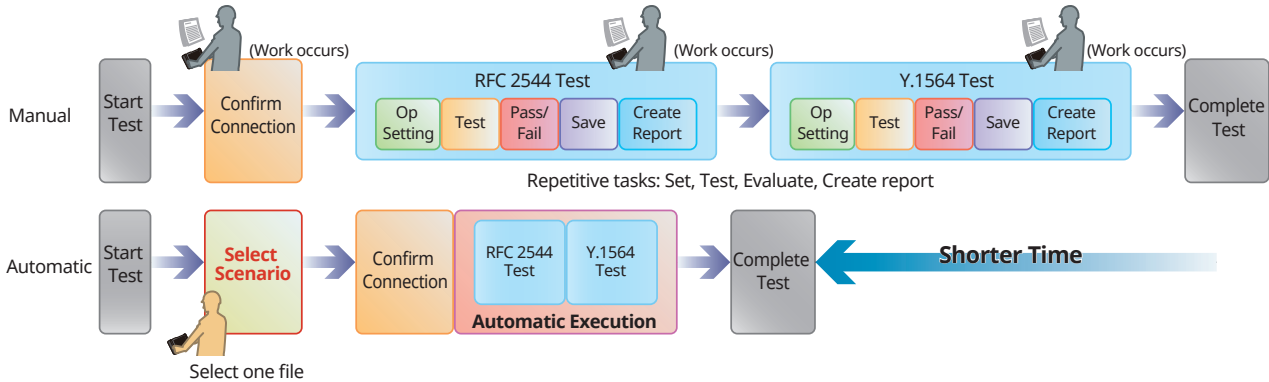 (Work occurs)
(Work occurs)
(Work occurs)
Manual
Start
Test
Confirm
Connection
RFC 2544 Test
Op
Setting
Test
Pass/
Fail
Save
Create
Report
Y.1564 Test
Op
Setting
Test
Pass/
Fail
Save
Create
Report
Complete
Test
Repetitive tasks: Set, Test, Evaluate, Create report
Automatic
Start
Test
Select
Scenario
Confirm
Connection
RFC 2544
Test
Y.1564
Test
Automatic Execution
Complete
Test
Shorter Time
Select one file